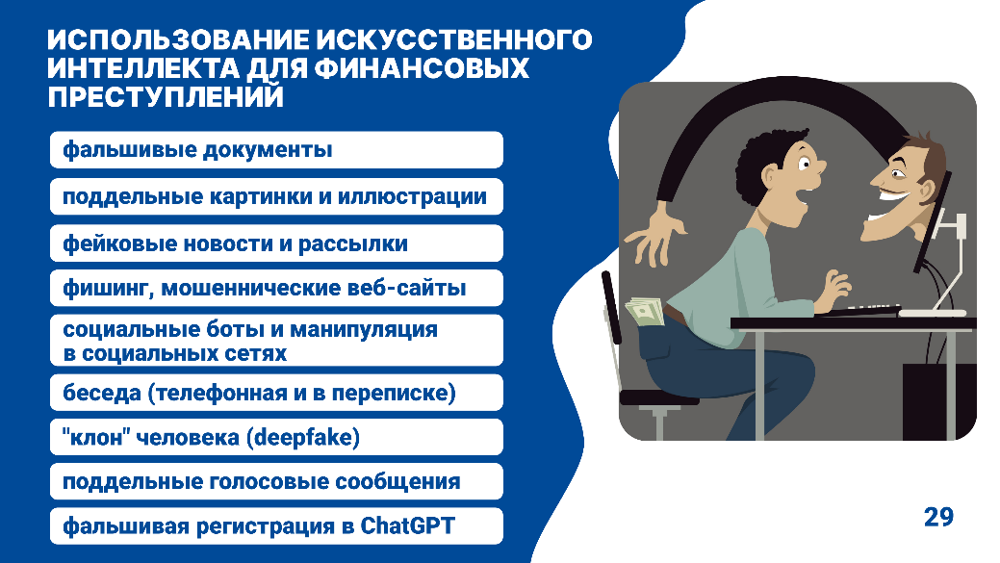 ИСПОЛЬЗОВАНИЕ ИСКУССТВЕННОГО
ИНТЕЛЛЕКТА ДЛЯ ФИНАНСОВЫХ
ПРЕСТУПЛЕНИЙ
фальшивые документы
поддельные картинки и иллюстрации
фейковые новости и рассылки
фишинг, мошеннические веб-сайты
социальные боты и манипуляция
в социальных сетях
беседа (телефонная и в переписке)
"клон" человека (deepfake)
поддельные голосовые сообщения
фальшивая регистрация в ChatGPT
29